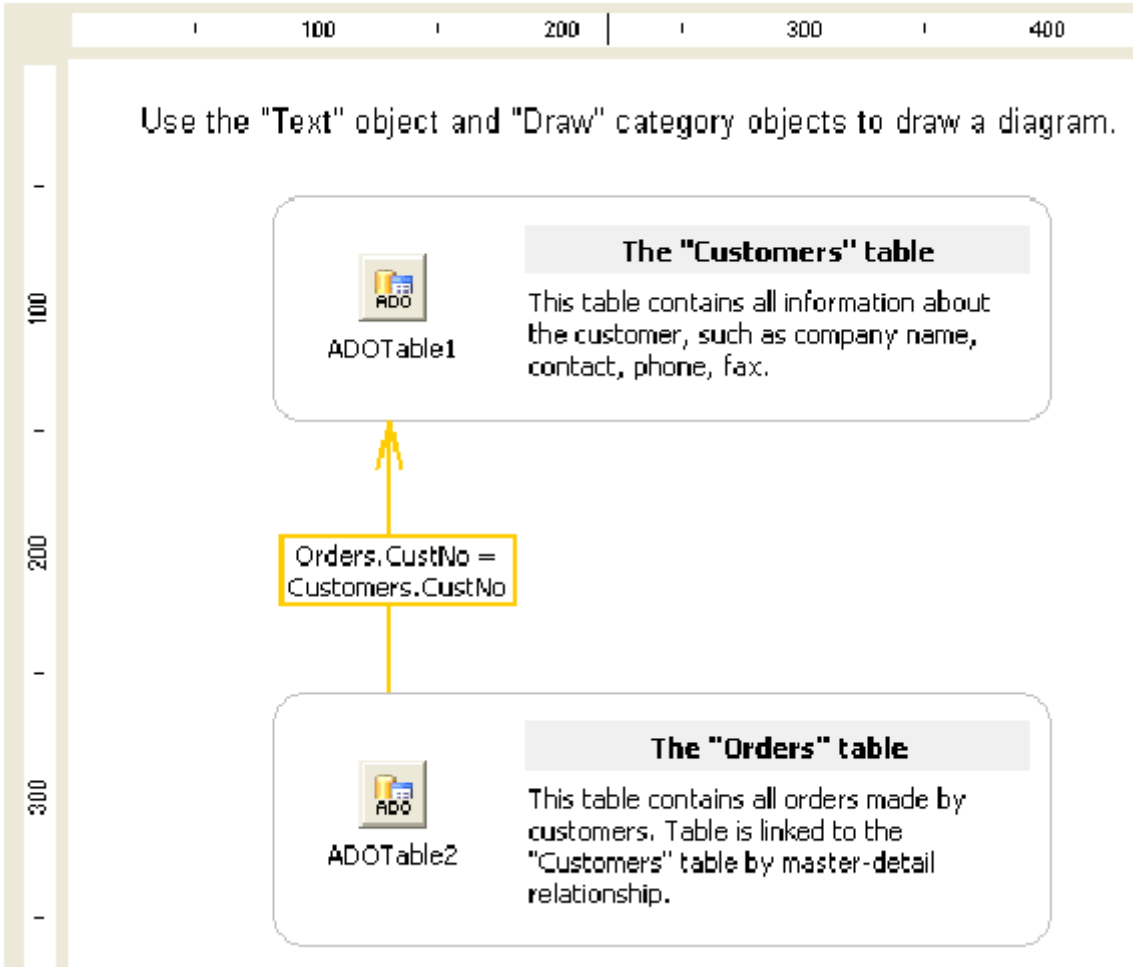 100 200 300 400
Use the "Text" object and "Draw" category objects to draw a diagram.
100
200
300
The "Customers" table
ADO
ADOTable1
This table contains all information about
the customer, such as company name,
contact, phone, fax.
Orders.CustNo =
Customers.CustNo
The "Orders" table
ADO
ADOTable2
This table contains all orders made by
customers. Table is linked to the
"Customers" table by master-detail
relationship.